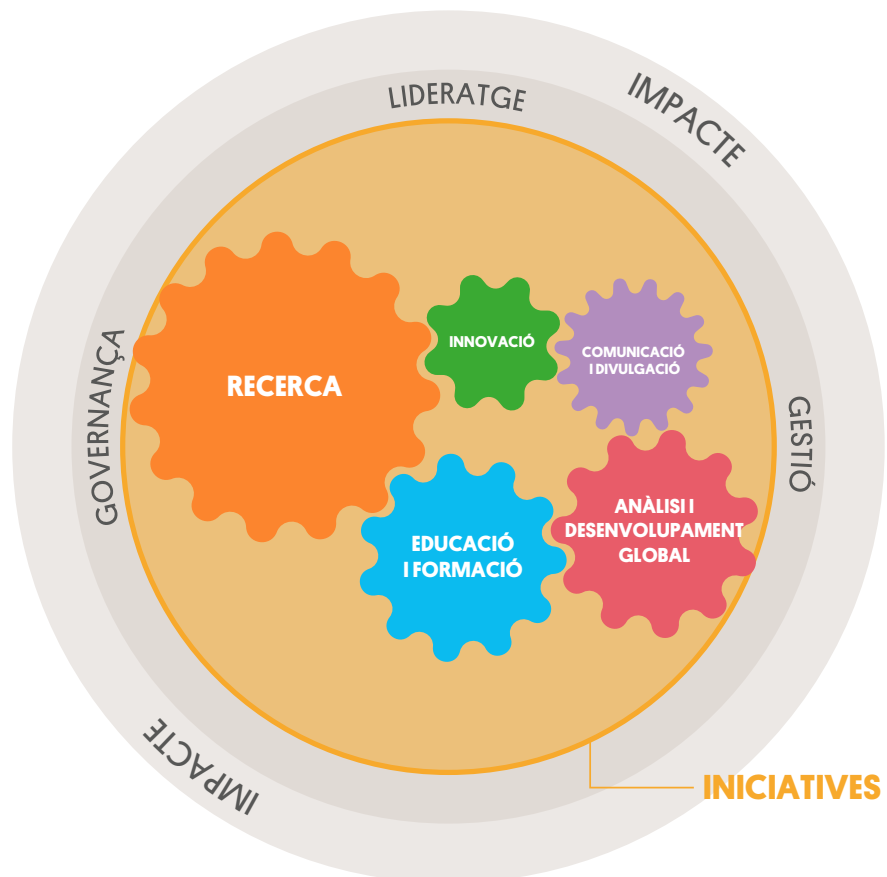 LIDERATGE
IMPACTE
GOVERNANÇA
INNOVACIÓ
COMUNICACIÓ
I DIVULGACIÓ
RECERCA
GESTIÓ
ANÀLISI I
DESENVOLUPAMENT
GLOBAL
EDUCACIÓ
I FORMACIÓ
IMPACTE
INICIATIVES